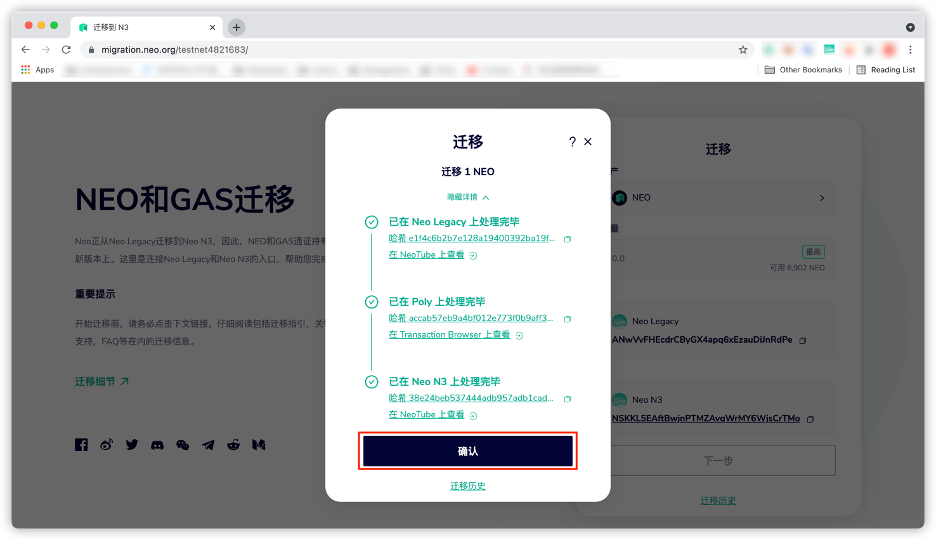 迁移到 N3
migration.neo.org/testnet4821683/
Apps
Other Bookmarks
Reading List
NEO和GAS迁移
Neo正从Neo Legacy迁移到Neo N3，因此，NEO和GAS通证持有
新版本上。这里是连接Neo Legacy和Neo N3的入口，帮助您完成
重要提示
开始迁移前，请务必点击下文链接，仔细阅读包括迁移指引，关
支持，FAQ等在内的迁移信息。
迁移细节
迁移
?
迁移 1 NEO
隐藏详情
已在 Neo Legacy 上处理完毕
哈希 e1f4c6b2b7e128a19400392ba19f...
在 NeoTube 上查看
已在 Poly 上处理完毕
哈希 accab57eb9a4bf012e773f0b9aff3...
在 Transaction Browser 上查看
已在 Neo N3 上处理完毕
哈希 38e24beb537444adb957adb1cad...
在 NeoTube 上查看
确认
迁移历史
迁移
产
NEO
量
0.0
最高
可用 6,902 NEO
Neo Legacy
ANwVvFHEcdrCByGX4apq6xEzauDiJnRdPe
Neo N3
NSKKL5EAftBwjnPTMZAvqWrMY6WjsCrTMo
下一步
迁移历史